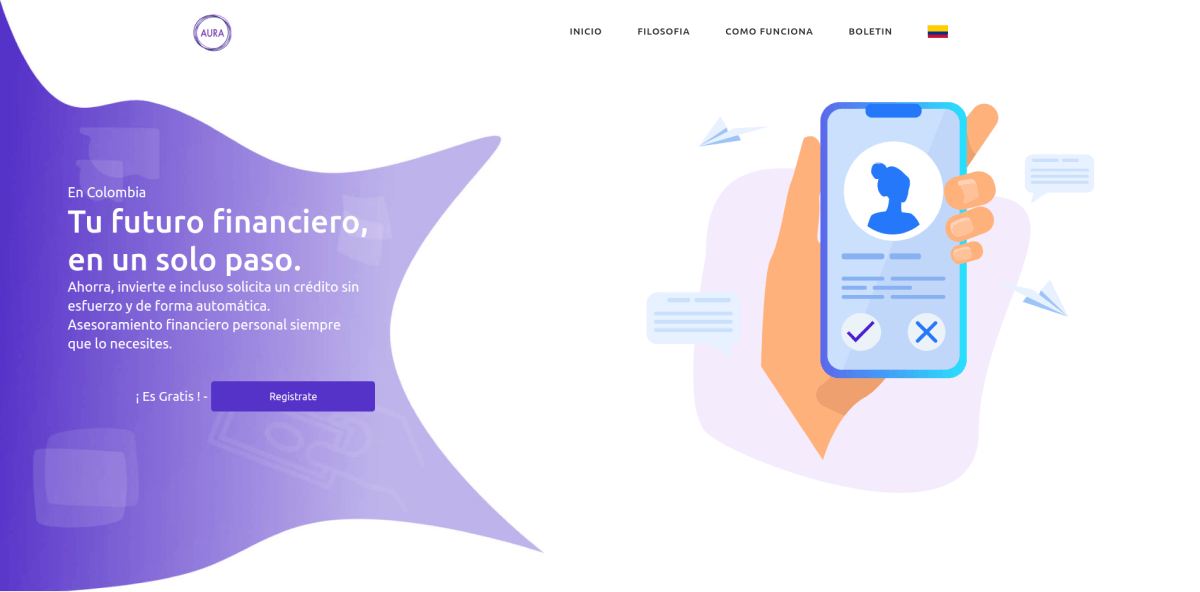 AURA
INICIO
FILOSOFIA
COMO FUNCIONA
BOLETIN
En Colombia
Tu futuro financiero,
en un solo paso.
Ahorra, invierte e incluso solicita un crédito sin
esfuerzo y de forma automática.
Asesoramiento financiero personal siempre
que lo necesites.
¡ Es Gratis ! -
Registrate